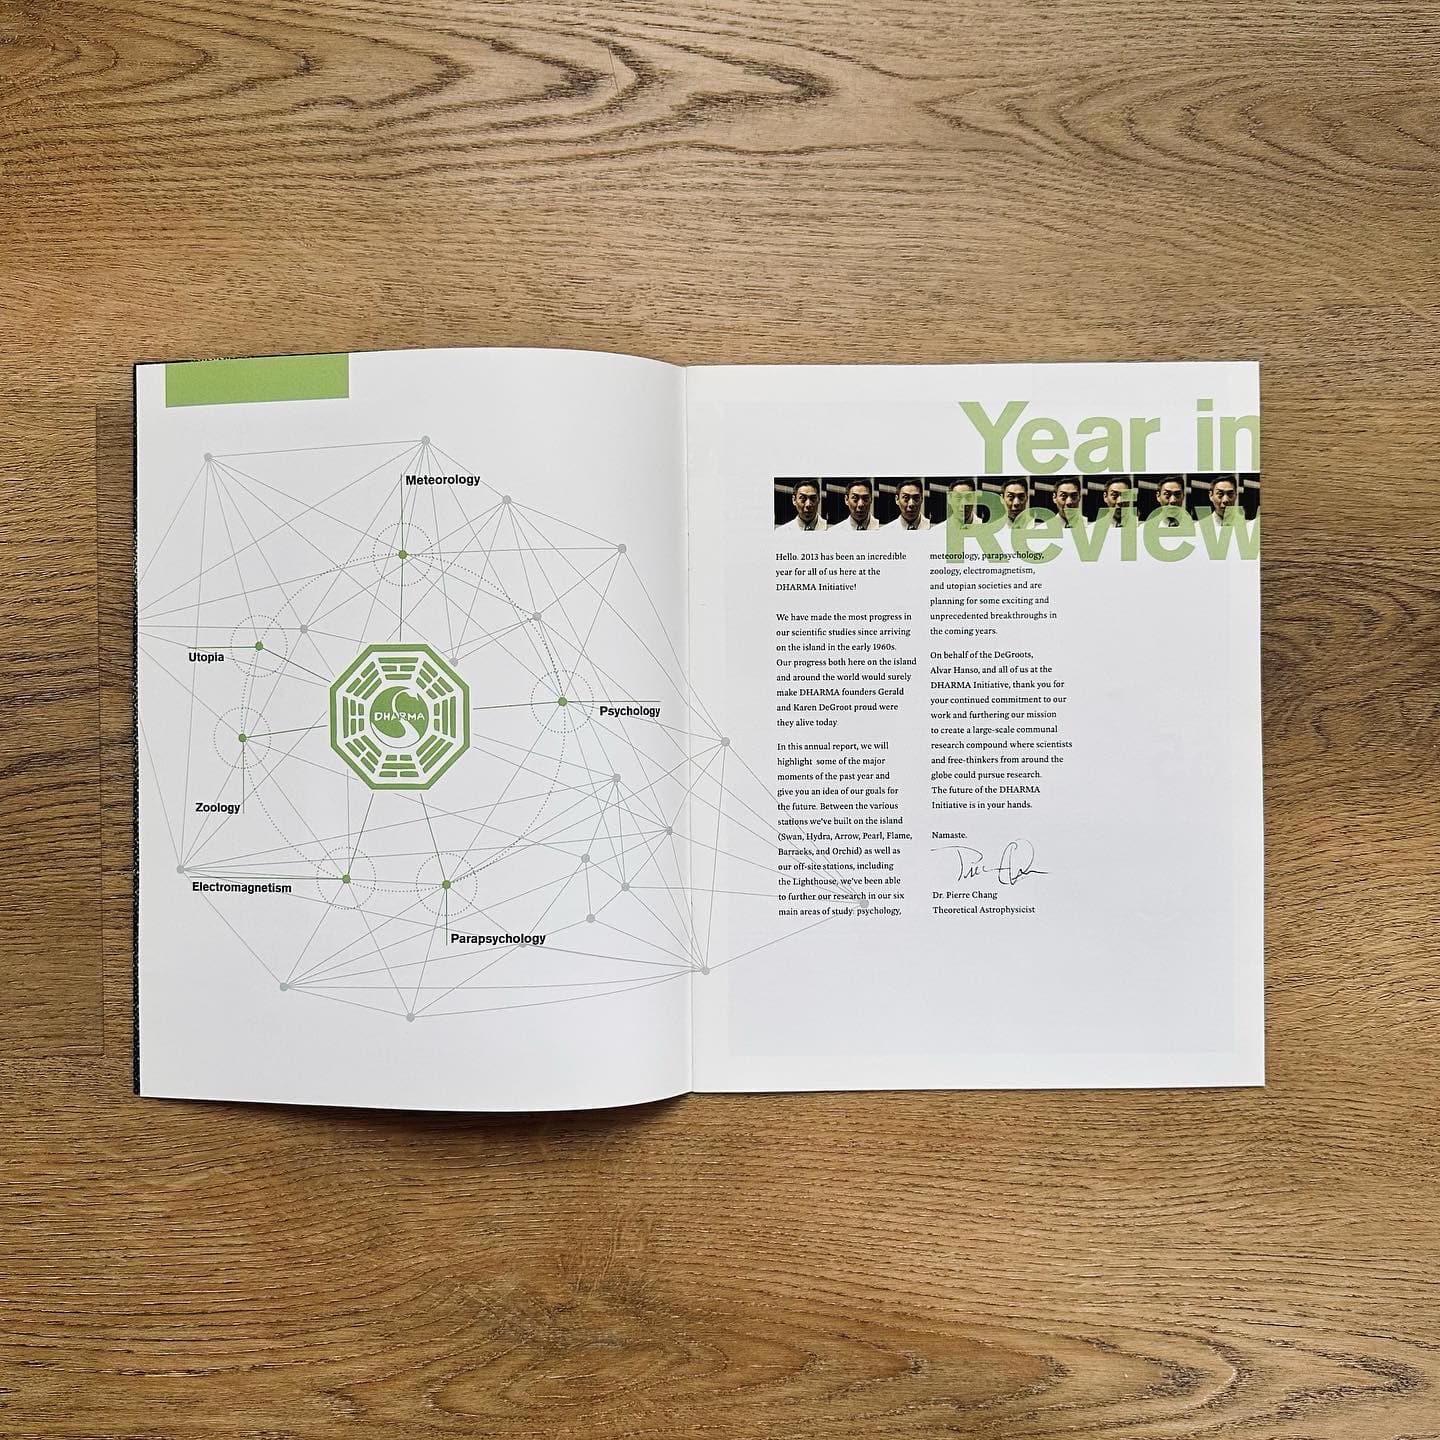 Meteorology
Utopia
DHARMA
Psychology
Zoology
Electromagnetism
Parapsychology
Year in
Review
Hello. 2013 has been an incredible
year for all of us here at the
DHARMA Initiative!
We have made the most progress in
our scientific studies since arriving
on the island in the early 1960s.
Our progress both here on the island
and around the world would surely
make DHARMA founders Gerald
and Karen DeGroot proud were
they alive today.
In this annual report, we will
highlight some of the major
moments of the past year and
give you an idea of our goals for
the future. Between the various
stations we've built on the island
(Swan, Hydra, Arrow, Pearl, Flame,
Barracks, and Orchid) as well as
our off-site stations, including
the Lighthouse, we've been able
to further our research in our six
main areas of study: psychology,
meteorology, parapsychology,
zoology, electromagnetism,
and utopian societies and are
planning for some exciting and
unprecedented breakthroughs in
the coming years.
On behalf of the DeGroots,
Alvar Hanso, and all of us at the
DHARMA Initiative, thank you for
your continued commitment to our
work and furthering our mission
to create a large-scale communal
research compound where scientists
and free-thinkers from around the
globe could pursue research.
The future of the DHARMA
Initiative is in your hands.
Namaste.
Dr. Pierre Chang
Theoretical Astrophysicist